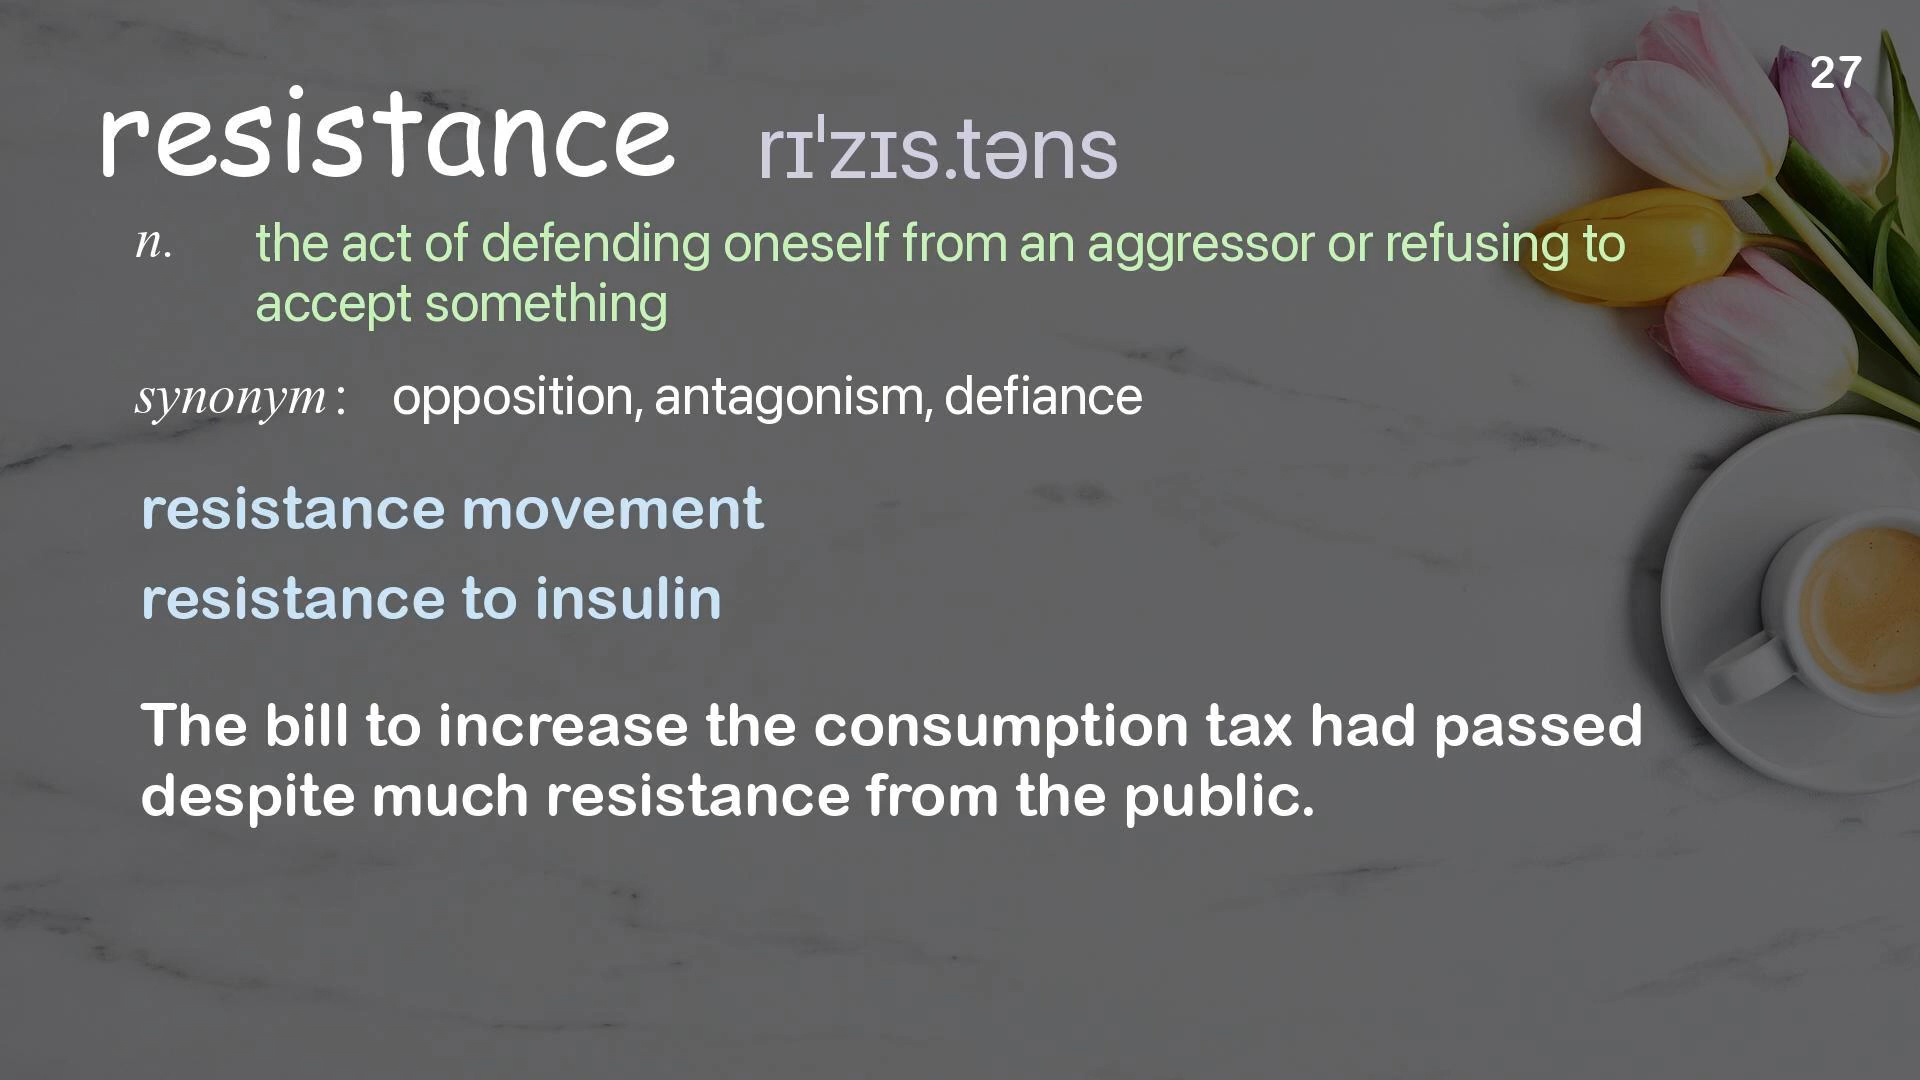 27
resistance rɪˈzɪs.təns
n. the act of defending oneself from an aggressor or refusing to
accept something
synonym: opposition, antagonism, defiance
resistance movement
resistance to insulin
The bill to increase the consumption tax had passed
despite much resistance from the public.